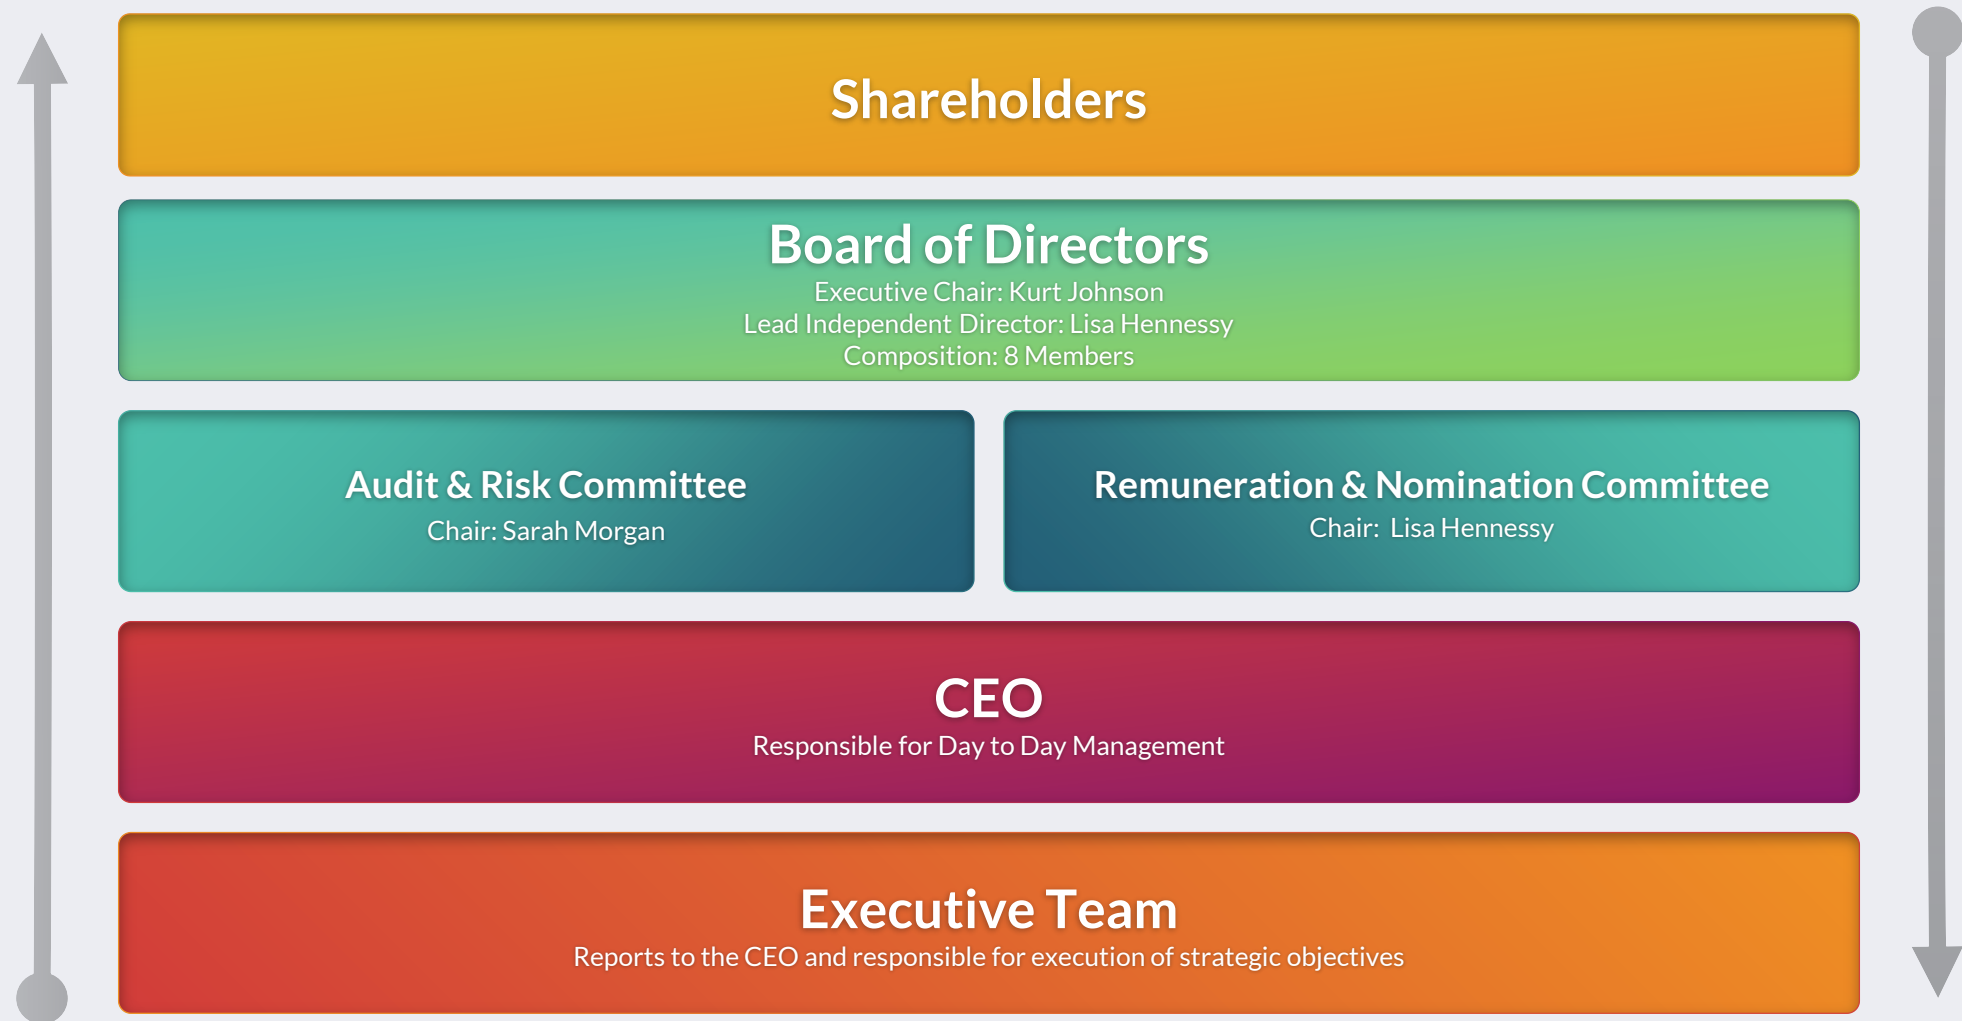 Shareholders
Board of Directors
Executive Chair: Kurt Johnson
Lead Independent Director: Lisa Hennessy
Composition: 8 Members
Audit & Risk Committee
Chair: Sarah Morgan
Remuneration & Nomination Committee
Chair: Lisa Hennessy
CEO
Responsible for Day to Day Management
Executive Team
Reports to the CEO and responsible for execution of strategic objectives